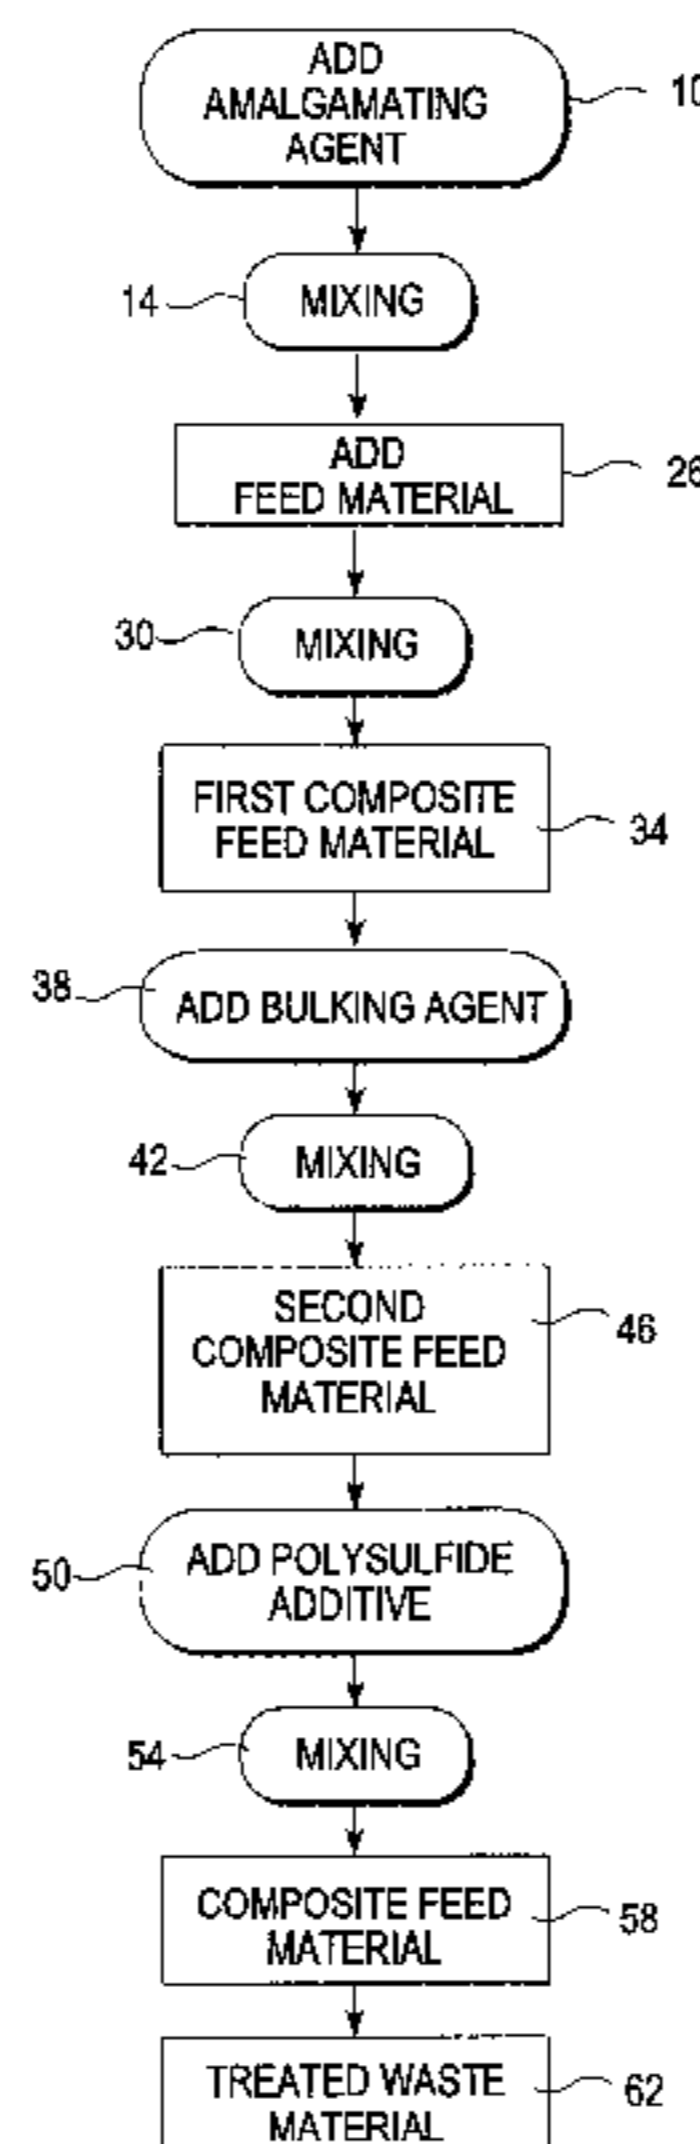 ADD
AMALGAMATING
AGENT
10
14
MIXING
ADD
FEED MATERIAL
26
30
MIXING
FIRST COMPOSITE
FEED MATERIAL
34
38
ADD BULKING AGENT
42
MIXING
SECOND
COMPOSITE FEED
MATERIAL
46
50
ADD POLYSULFIDE
ADDITIVE
54
MIXING
COMPOSITE FEED
MATERIAL
58
TREATED WASTE
MATERIAL
62